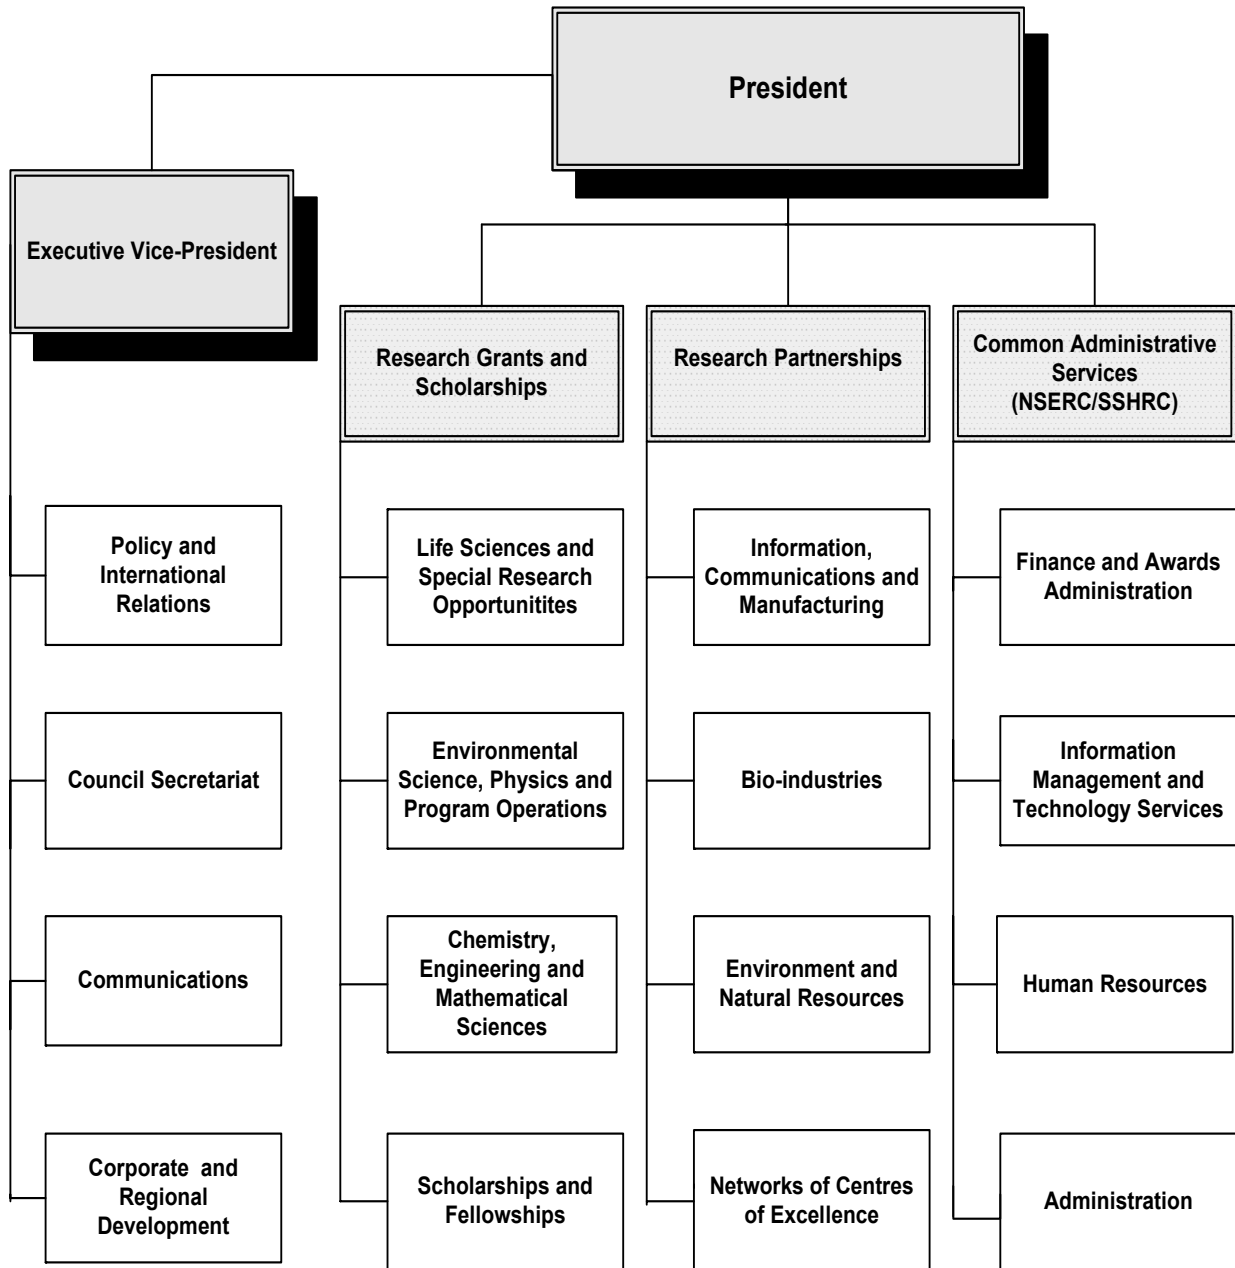 President
Executive Vice-President
Research Grants and
Scholarships
Research Partnerships
Common Administrative
Services
(NSERC/SSHRC)
Policy and
International
Relations
Life Sciences and
Special Research
Opportunitites
Information,
Communications and
Manufacturing
Finance and Awards
Administration
Council Secretariat
Environmental
Science, Physics and
Program Operations
Bio-industries
Information
Management and
Technology Services
Communications
Chemistry,
Engineering and
Mathematical
Sciences
Environment and
Natural Resources
Human Resources
Corporate and
Regional
Development
Scholarships and
Fellowships
Networks of Centres
of Excellence
Administration